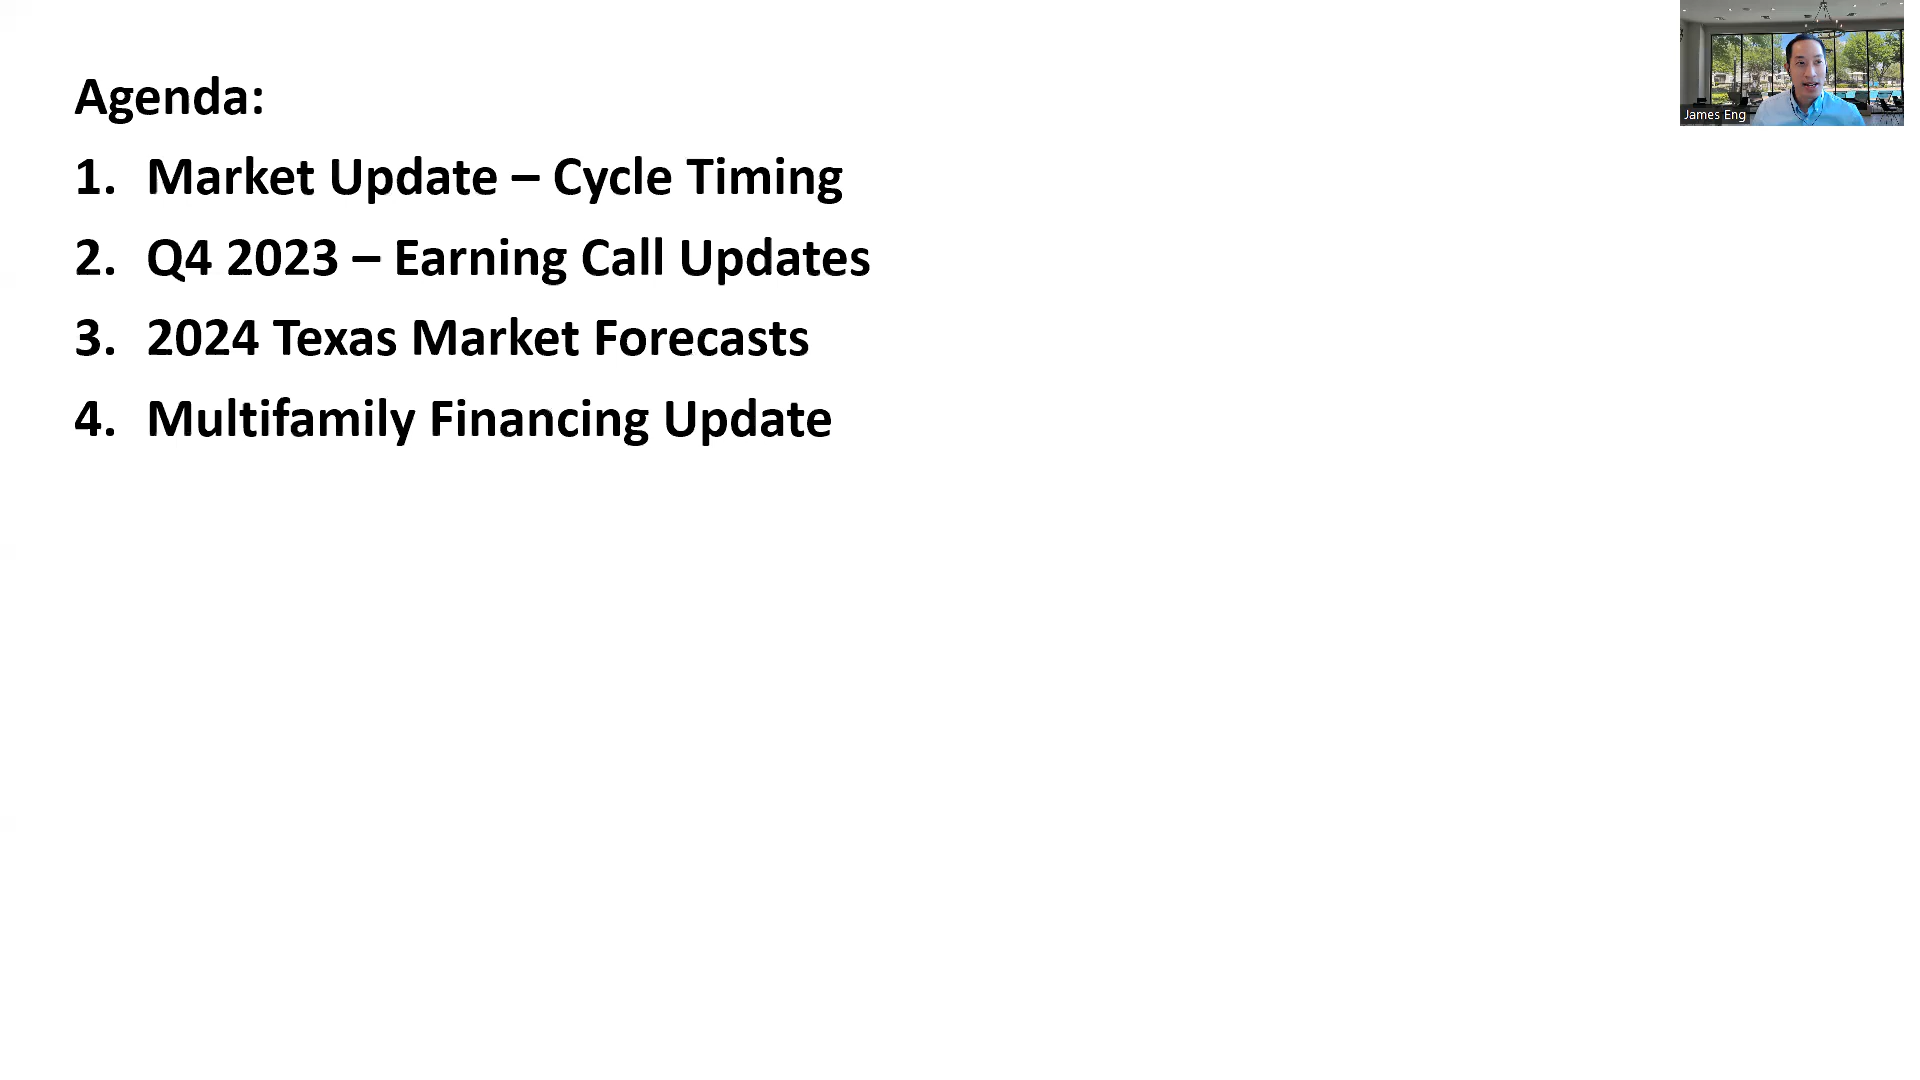 Agenda:
1. Market Update – Cycle Timing
2. Q4 2023 – Earning Call Updates
3. 2024 Texas Market Forecasts
4. Multifamily Financing Update
James Eng